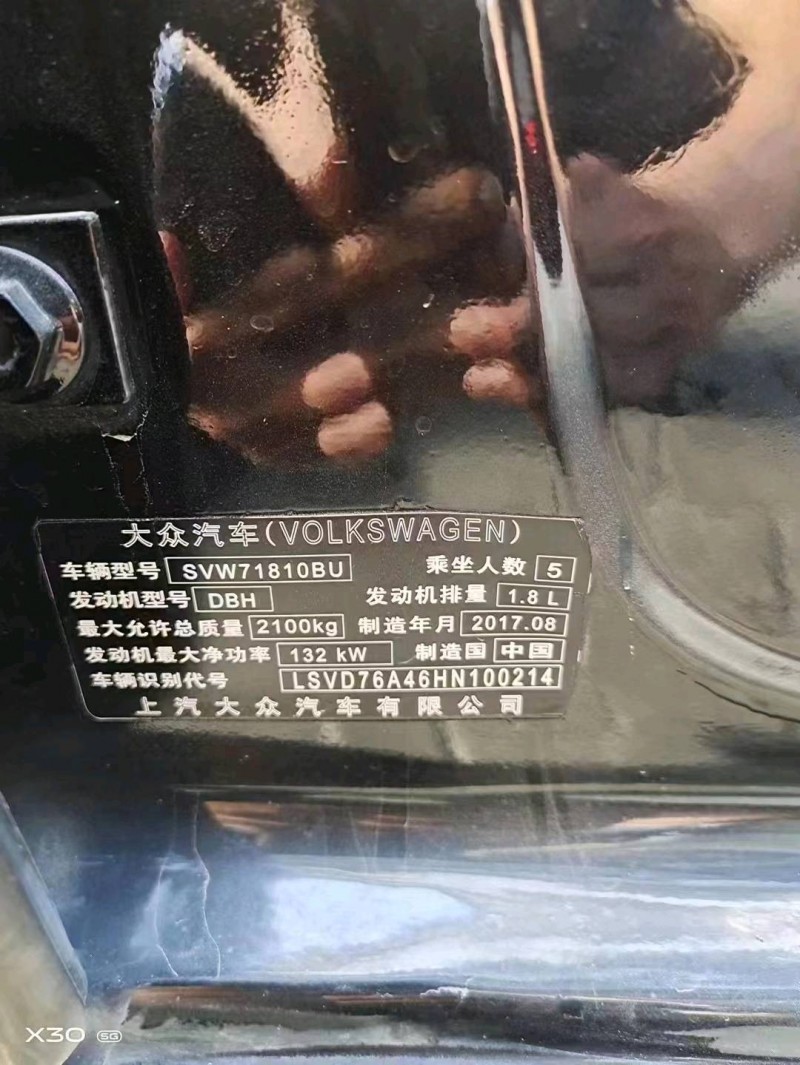 大众汽车(VOLKSWAGEN)
车辆型号 SVW71810BU 乘坐人数 5
发动机型号 DBH 发动机排量 1.8 L
最大允许总质量 2100kg 制造年月 2017.08
发动机最大净功率 132 kW 制造国 中国
车辆识别代号 LSVD76A46HN100214
上汽大众汽车有限公司
X30 5G